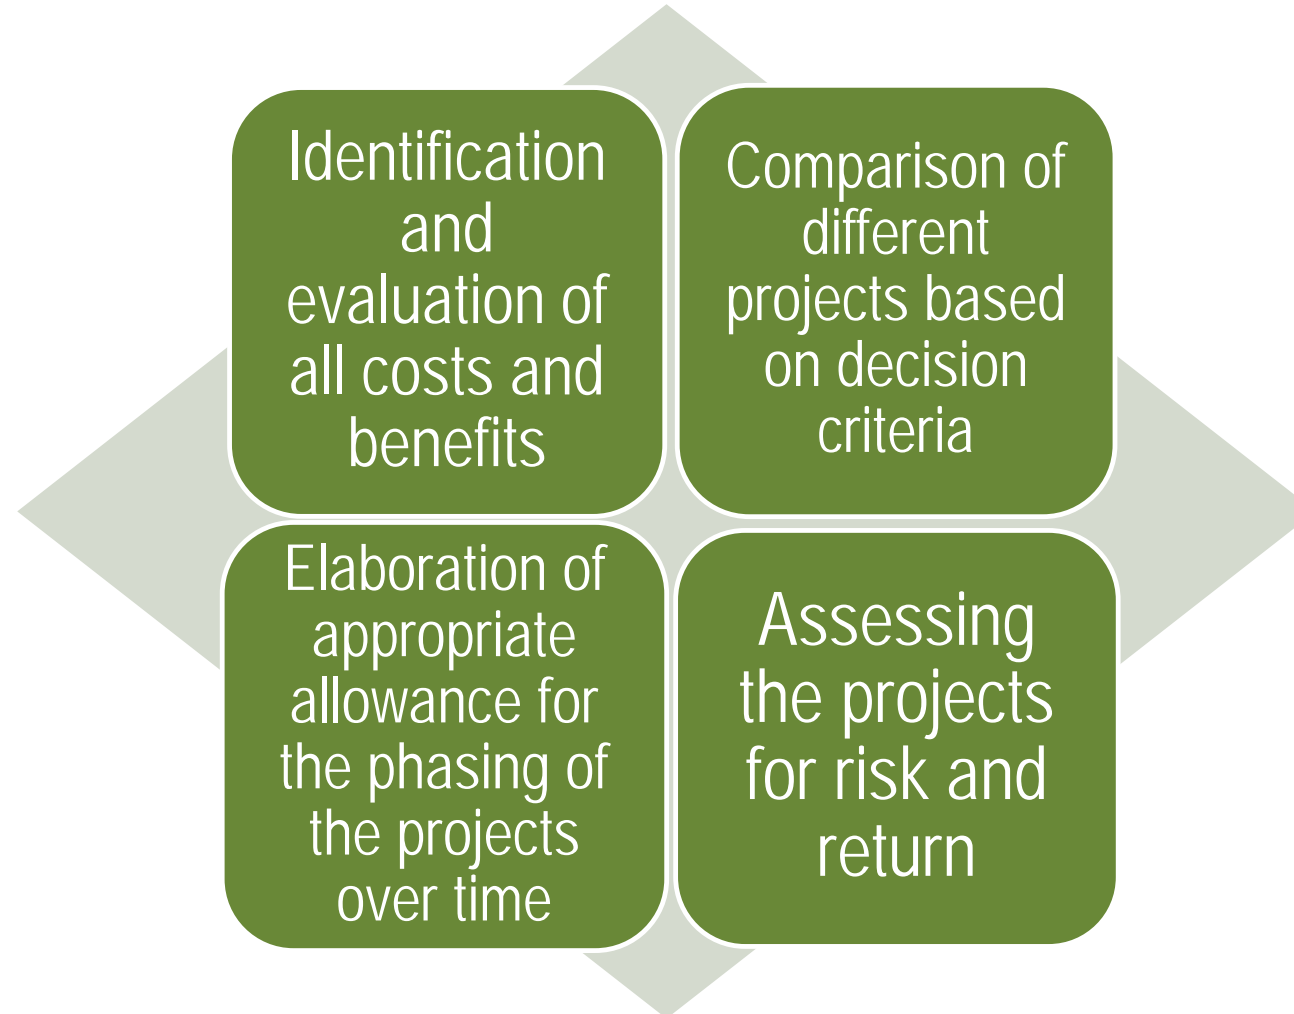 Identification
and
evaluation of
all costs and
benefits
Comparison of
different
projects based
on decision
criteria
Elaboration of
appropriate
allowance for
the phasing of
the projects
over time
Assessing
the projects
for risk and
return